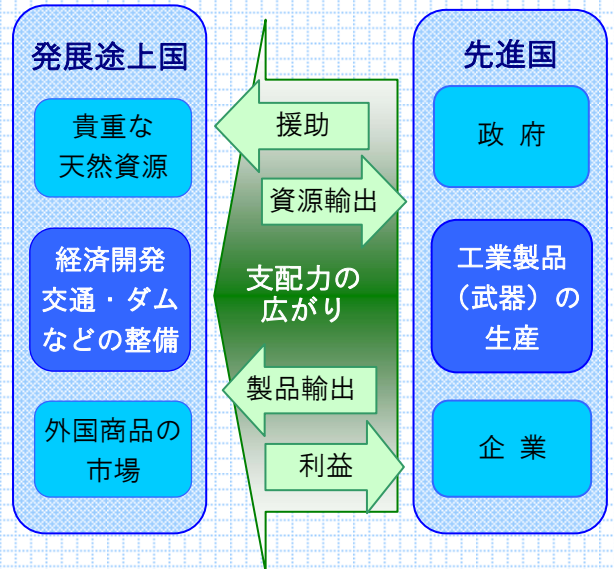 発展途上国
貴重な
天然資源
経済開発
交通・ダム
などの整備
外国商品の
市場
援助
資源輸出
支配力の
広がり
製品輸出
利益
先進国
政 府
工業製品
（武器）の
生産
企 業